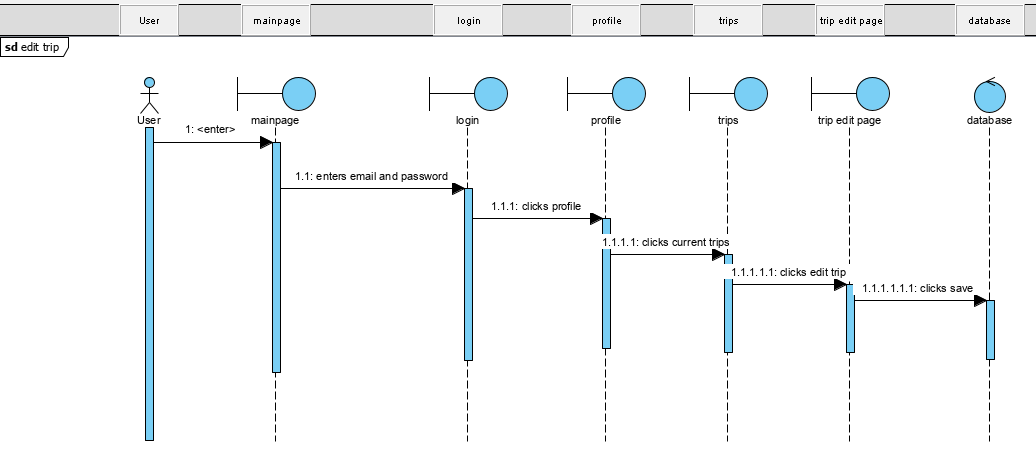 User mainpage login profile trips trip edit page database
sd edit trip
User mainpage login profile trips trip edit page database
1: <enter>
1.1: enters email and password
1.1.1: clicks profile
1.1.1.1: clicks current trips
1.1.1.1.1: clicks edit trip
1.1.1.1.1.1: clicks save